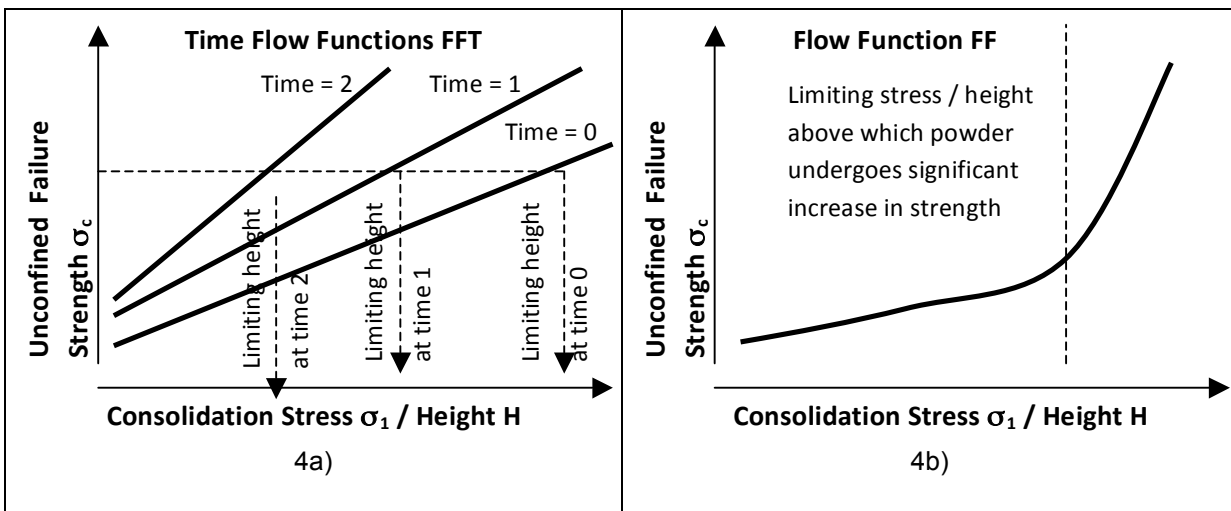 Time Flow Functions FFT
Time = 2
Time = 1
Time = 0
Unconfined Failure
Strength σc
Limiting height
at time 2
Limiting height
at time 1
Limiting height
at time 0
Consolidation Stress σ1 / Height H
4a)
Flow Function FF
Limiting stress / height
above which powder
undergoes significant
increase in strength
Unconfined Failure
Strength σc
Consolidation Stress σ1 / Height H
4b)